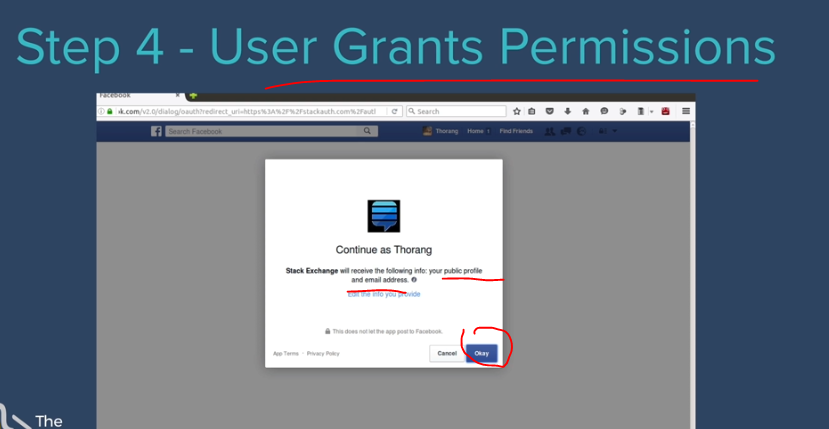 Step 4 - User Grants Permissions
Facebook
k.com/v2.0/dialog/oauth?redirect_uri=https%3A%2F%2Fstackauth.com%2Fautl
Search
Search Facebook
Thorang Home 1 Find Friends
Continue as Thorang
Stack Exchange will receive the following info: your public profile
and email address.
Edit the info you provide
This does not let the app post to Facebook.
App Terms · Privacy Policy
Cancel Okay
The